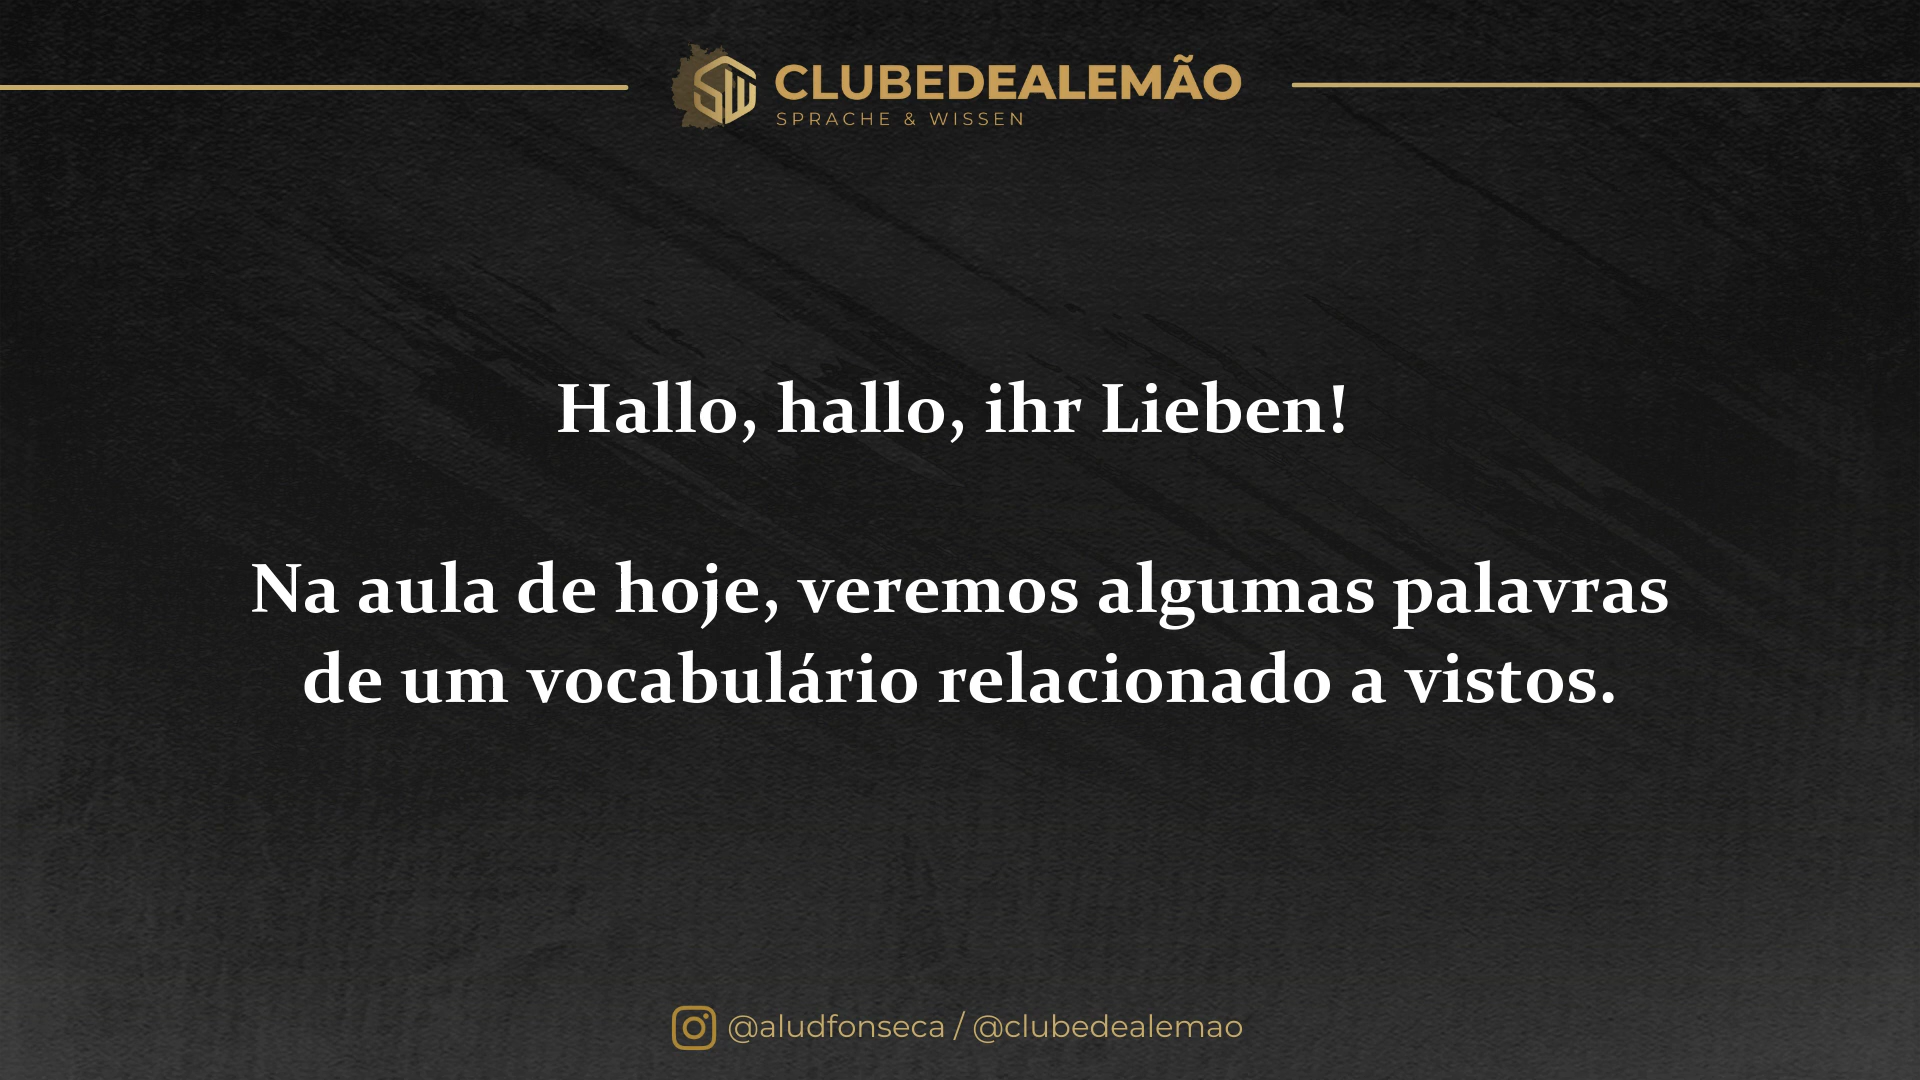 CLUBEDEALEMÃO
SPRACHE & WISSEN
Hallo, hallo, ihr Lieben!
Na aula de hoje, veremos algumas palavras
de um vocabulário relacionado a vistos.
@aludfonseca / @clubedealemao